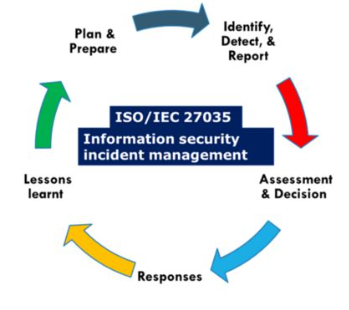 Plan &
Prepare
Identify,
Detect, &
Report
ISO/IEC 27035
Information security
incident management
Lessons
learnt
Assessment
& Decision
Responses